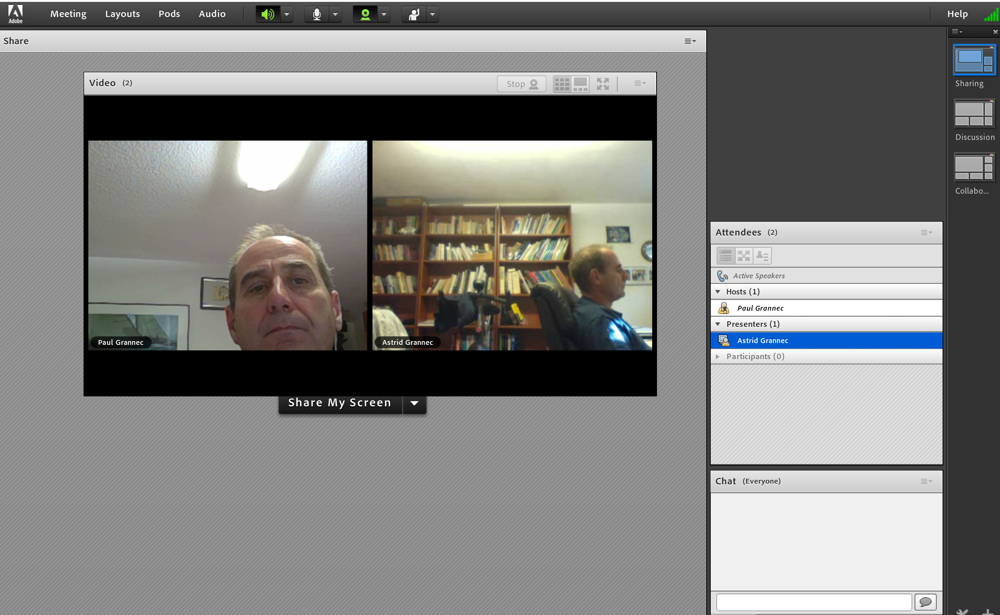 Adobe
Meeting Layouts Pods Audio Help
Share
Video (2) Stop
Paul Grannec
Astrid Grannec
Share My Screen
Attendees (2)
Active Speakers
Hosts (1)
Paul Grannec
Presenters (1)
Astrid Grannec
Participants (0)
Chat (Everyone)
Sharing
Discussion
Collabo...